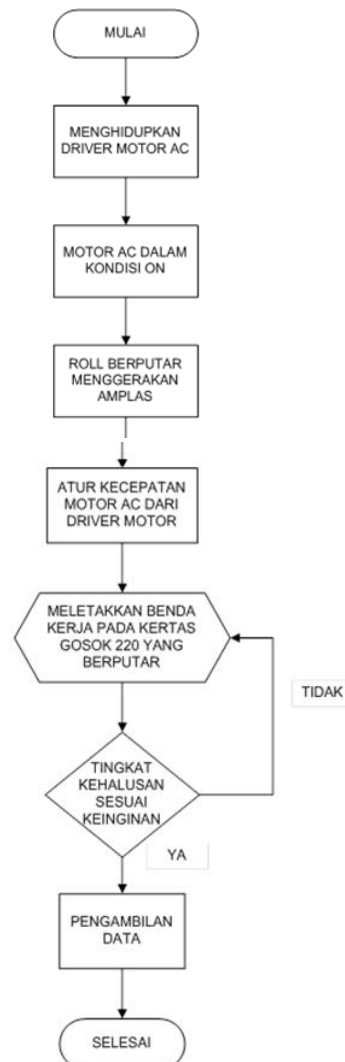 MULAI
MENGHIDUPKAN
DRIVER MOTOR AC
MOTOR AC DALAM
KONDISI ON
ROLL BERPUTAR
MENGGERAKAN
AMPLAS
ATUR KECEPATAN
MOTOR AC DARI
DRIVER MOTOR
MELETAKKAN BENDA
KERJA PADA KERTAS
GOSOK 220 YANG
BERPUTAR
TIDAK
TINGKAT
KEHALUSAN
SESUAI
KEINGINAN
YA
PENGAMBILAN
DATA
SELESAI